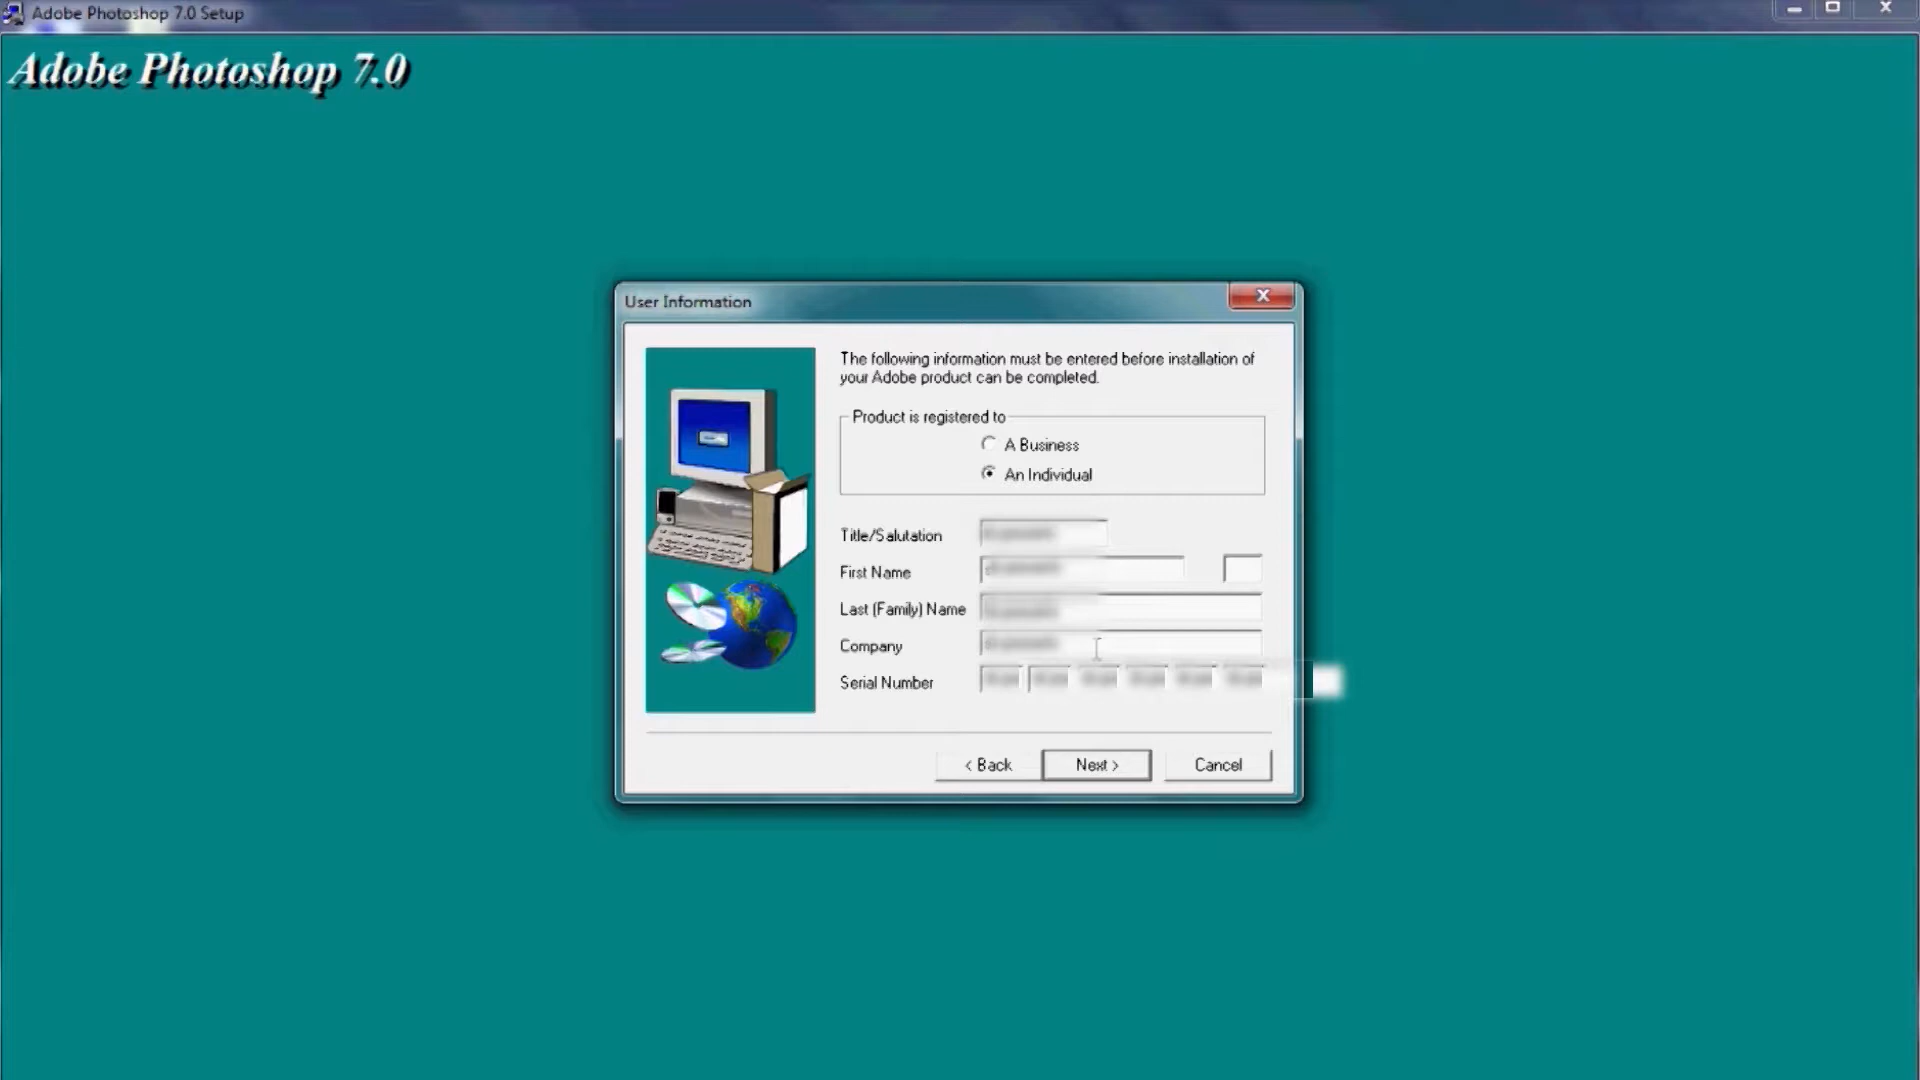 Adobe Photoshop 7.0 Setup
Adobe Photoshop 7.0
User Information
The following information must be entered before installation of
your Adobe product can be completed.
Product is registered to
A Business
An Individual
Title/Salutation
First Name
Last (Family) Name
Company
Serial Number
< Back
Next >
Cancel